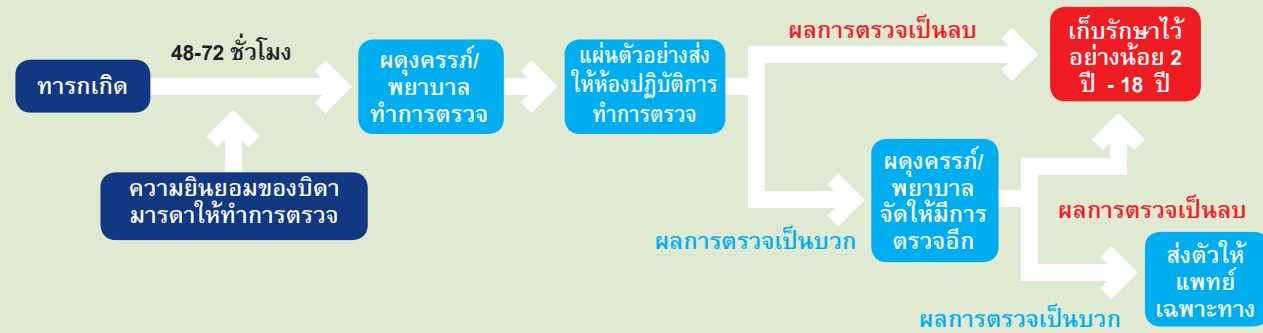 ทารกเกิด
48-72 ชั่วโมง
ความยินยอมของบิดา
มารดาให้ทำการตรวจ
ผดุงครรภ์/
พยาบาล
ทำการตรวจ
แผ่นตัวอย่างส่ง
ให้ห้องปฏิบัติการ
ทำการตรวจ
ผลการตรวจเป็นลบ
เก็บรักษาไว้
อย่างน้อย 2
ปี - 18 ปี
ผลการตรวจเป็นบวก
ผดุงครรภ์/
พยาบาล
จัดให้มีการ
ตรวจอีก
ผลการตรวจเป็นลบ
ผลการตรวจเป็นบวก
ส่งตัวให้
แพทย์
เฉพาะทาง